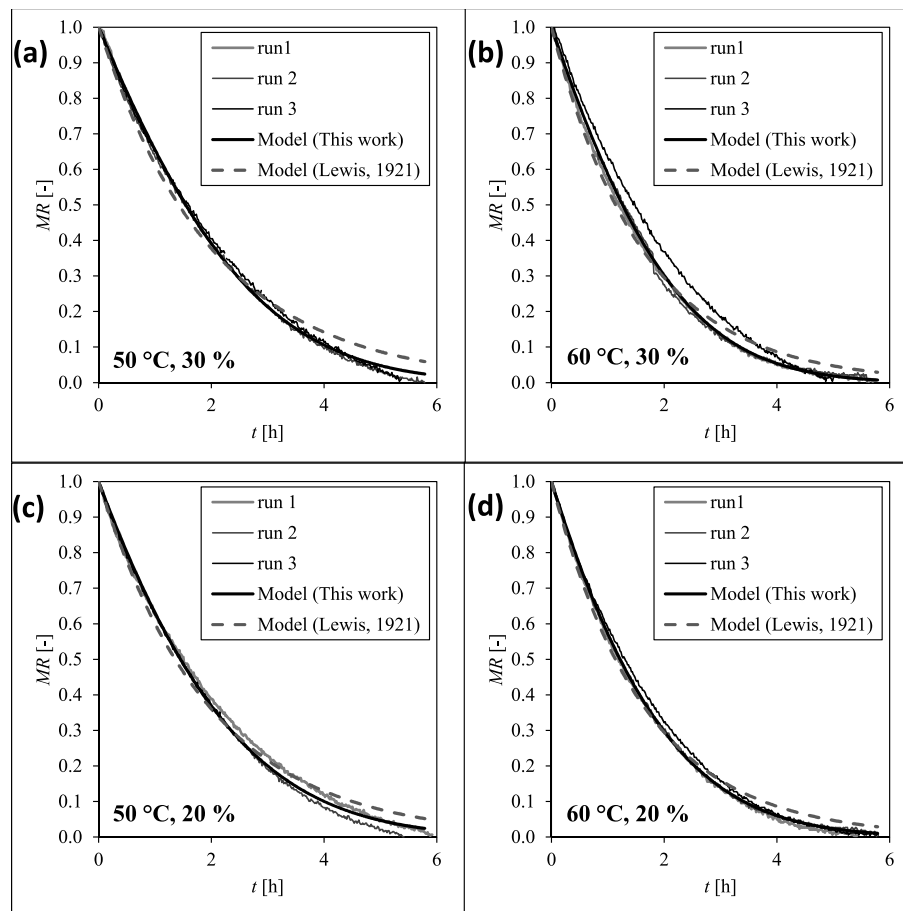 (a)
1.0
0.9
0.8
0.7
0.6
0.5
0.4
0.3
0.2
0.1
0.0
MR [-]
run1
run 2
run 3
Model (This work)
Model (Lewis, 1921)
50 °C, 30 %
0 2 4 6
t [h]
(b)
1.0
0.9
0.8
0.7
0.6
0.5
0.4
0.3
0.2
0.1
0.0
MR [-]
run1
run 2
run 3
Model (This work)
Model (Lewis, 1921)
60 °C, 30 %
0 2 4 6
t [h]
(c)
1.0
0.9
0.8
0.7
0.6
0.5
0.4
0.3
0.2
0.1
0.0
MR [-]
run 1
run 2
run 3
Model (This work)
Model (Lewis, 1921)
50 °C, 20 %
0 2 4 6
t [h]
(d)
1.0
0.9
0.8
0.7
0.6
0.5
0.4
0.3
0.2
0.1
0.0
MR [-]
run1
run 2
run 3
Model (This work)
Model (Lewis, 1921)
60 °C, 20 %
0 2 4 6
t [h]